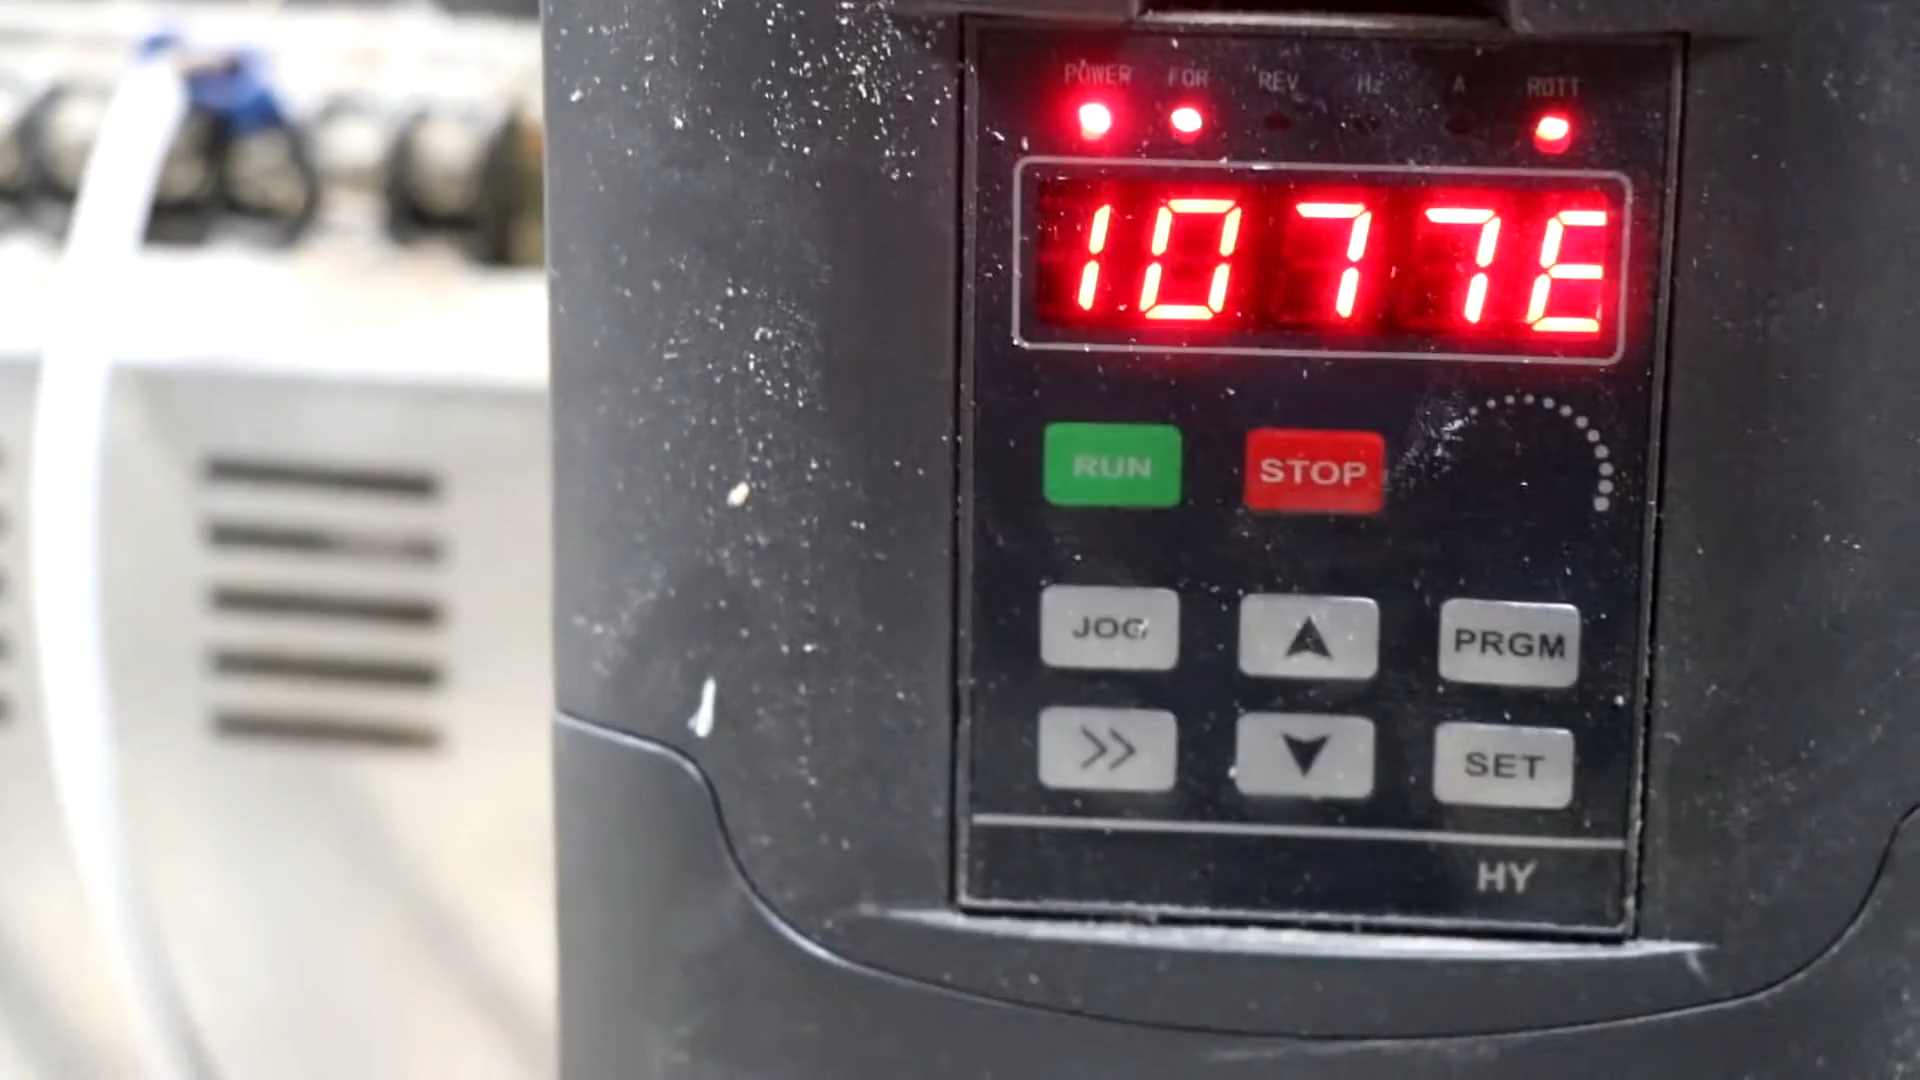 POWER FOR REV Hz A ROTT
1077E
RUN STOP
JOG PRGM
>> SET
HY